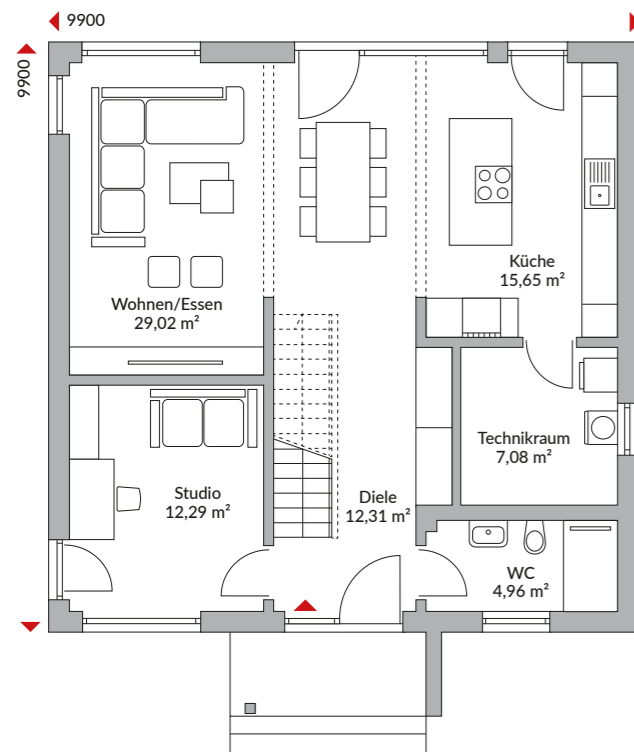 9900
9900
Küche
15,65 m²
Wohnen/Essen
29,02 m²
Technikraum
7,08 m²
Studio
12,29 m²
Diele
12,31 m²
WC
4,96 m²